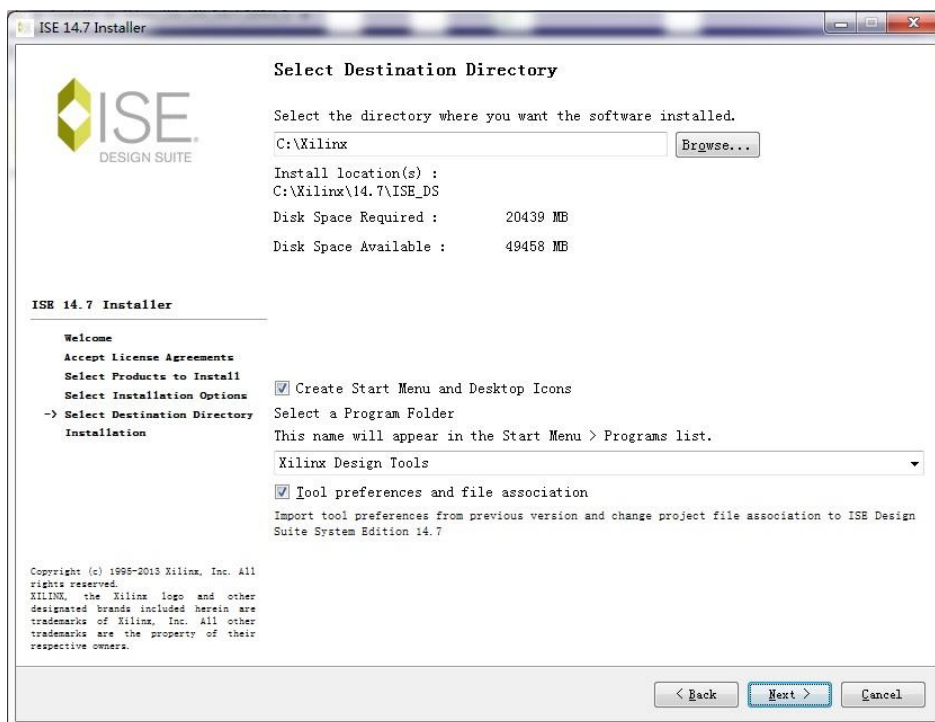 ISE 14.7 Installer
ISE®
DESIGN SUITE
Select Destination Directory
Select the directory where you want the software installed.
C:\Xilinx
Browse...
Install location(s) :
C:\Xilinx\14.7\ISE_DS
Disk Space Required : 20439 MB
Disk Space Available : 49458 MB
ISE 14.7 Installer
Welcome
Accept License Agreements
Select Products to Install
Select Installation Options
-> Select Destination Directory
Installation
Create Start Menu and Desktop Icons
Select a Program Folder
This name will appear in the Start Menu > Programs list.
Xilinx Design Tools
Tool preferences and file association
Import tool preferences from previous version and change project file association to ISE Design
Suite System Edition 14.7
Copyright (c) 1995-2013 Xilinx, Inc. All
rights reserved.
XILINX, the Xilinx logo and other
designated brands included herein are
trademarks of Xilinx, Inc. All other
trademarks are the property of their
respective owners.
< Back
Next >
Cancel